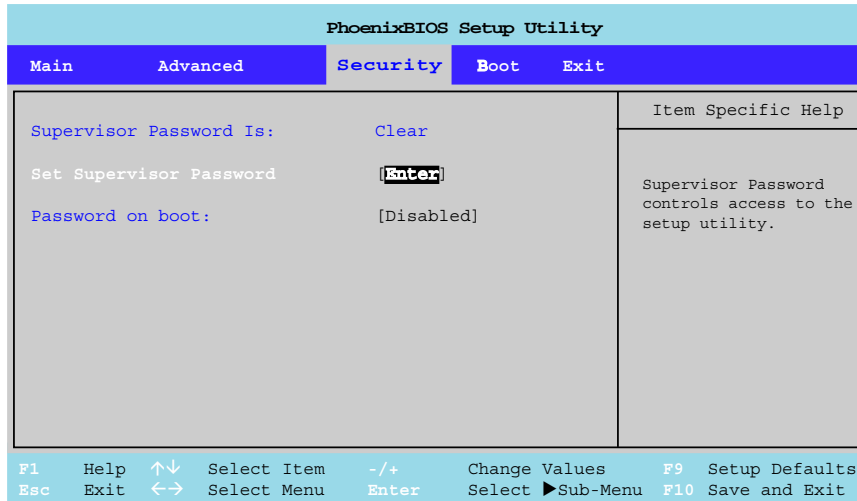 PhoenixBIOS Setup Utility
Main Advanced Security Boot Exit
Item Specific Help
Supervisor Password Is: Clear
Set Supervisor Password [Enter]
Password on boot: [Disabled]
Supervisor Password
controls access to the
setup utility.
F1 Help ↑↓ Select Item -/+ Change Values F9 Setup Defaults
Esc Exit ←→ Select Menu Enter Select ▶Sub-Menu F10 Save and Exit